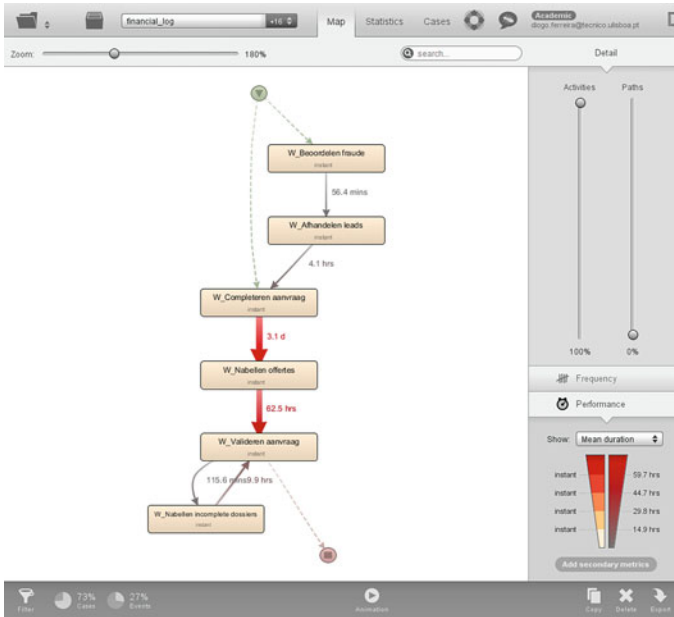 financial_log
+16
Map
Statistics
Cases
Academic
diogo.ferreira@tecnico.ulisboa.pt
Zoom:
180%
search...
Detail
Activities
Paths
W_Beoordelen fraude
instant
56.4 mins
W_Afhandelen leads
instant
4.1 hrs
W_Completeren aanvraag
instant
3.1 d
W_Nabellen offertes
instant
62.5 hrs
W_Valideren aanvraag
instant
115.6 mins
9.9 hrs
W_Nabellen incomplete dossiers
instant
100%
0%
Frequency
Performance
Show:
Mean duration
instant
59.7 hrs
instant
44.7 hrs
instant
29.8 hrs
instant
14.9 hrs
Add secondary metrics
Filter
73%
Cases
27%
Events
Animation
Copy
Delete
Export